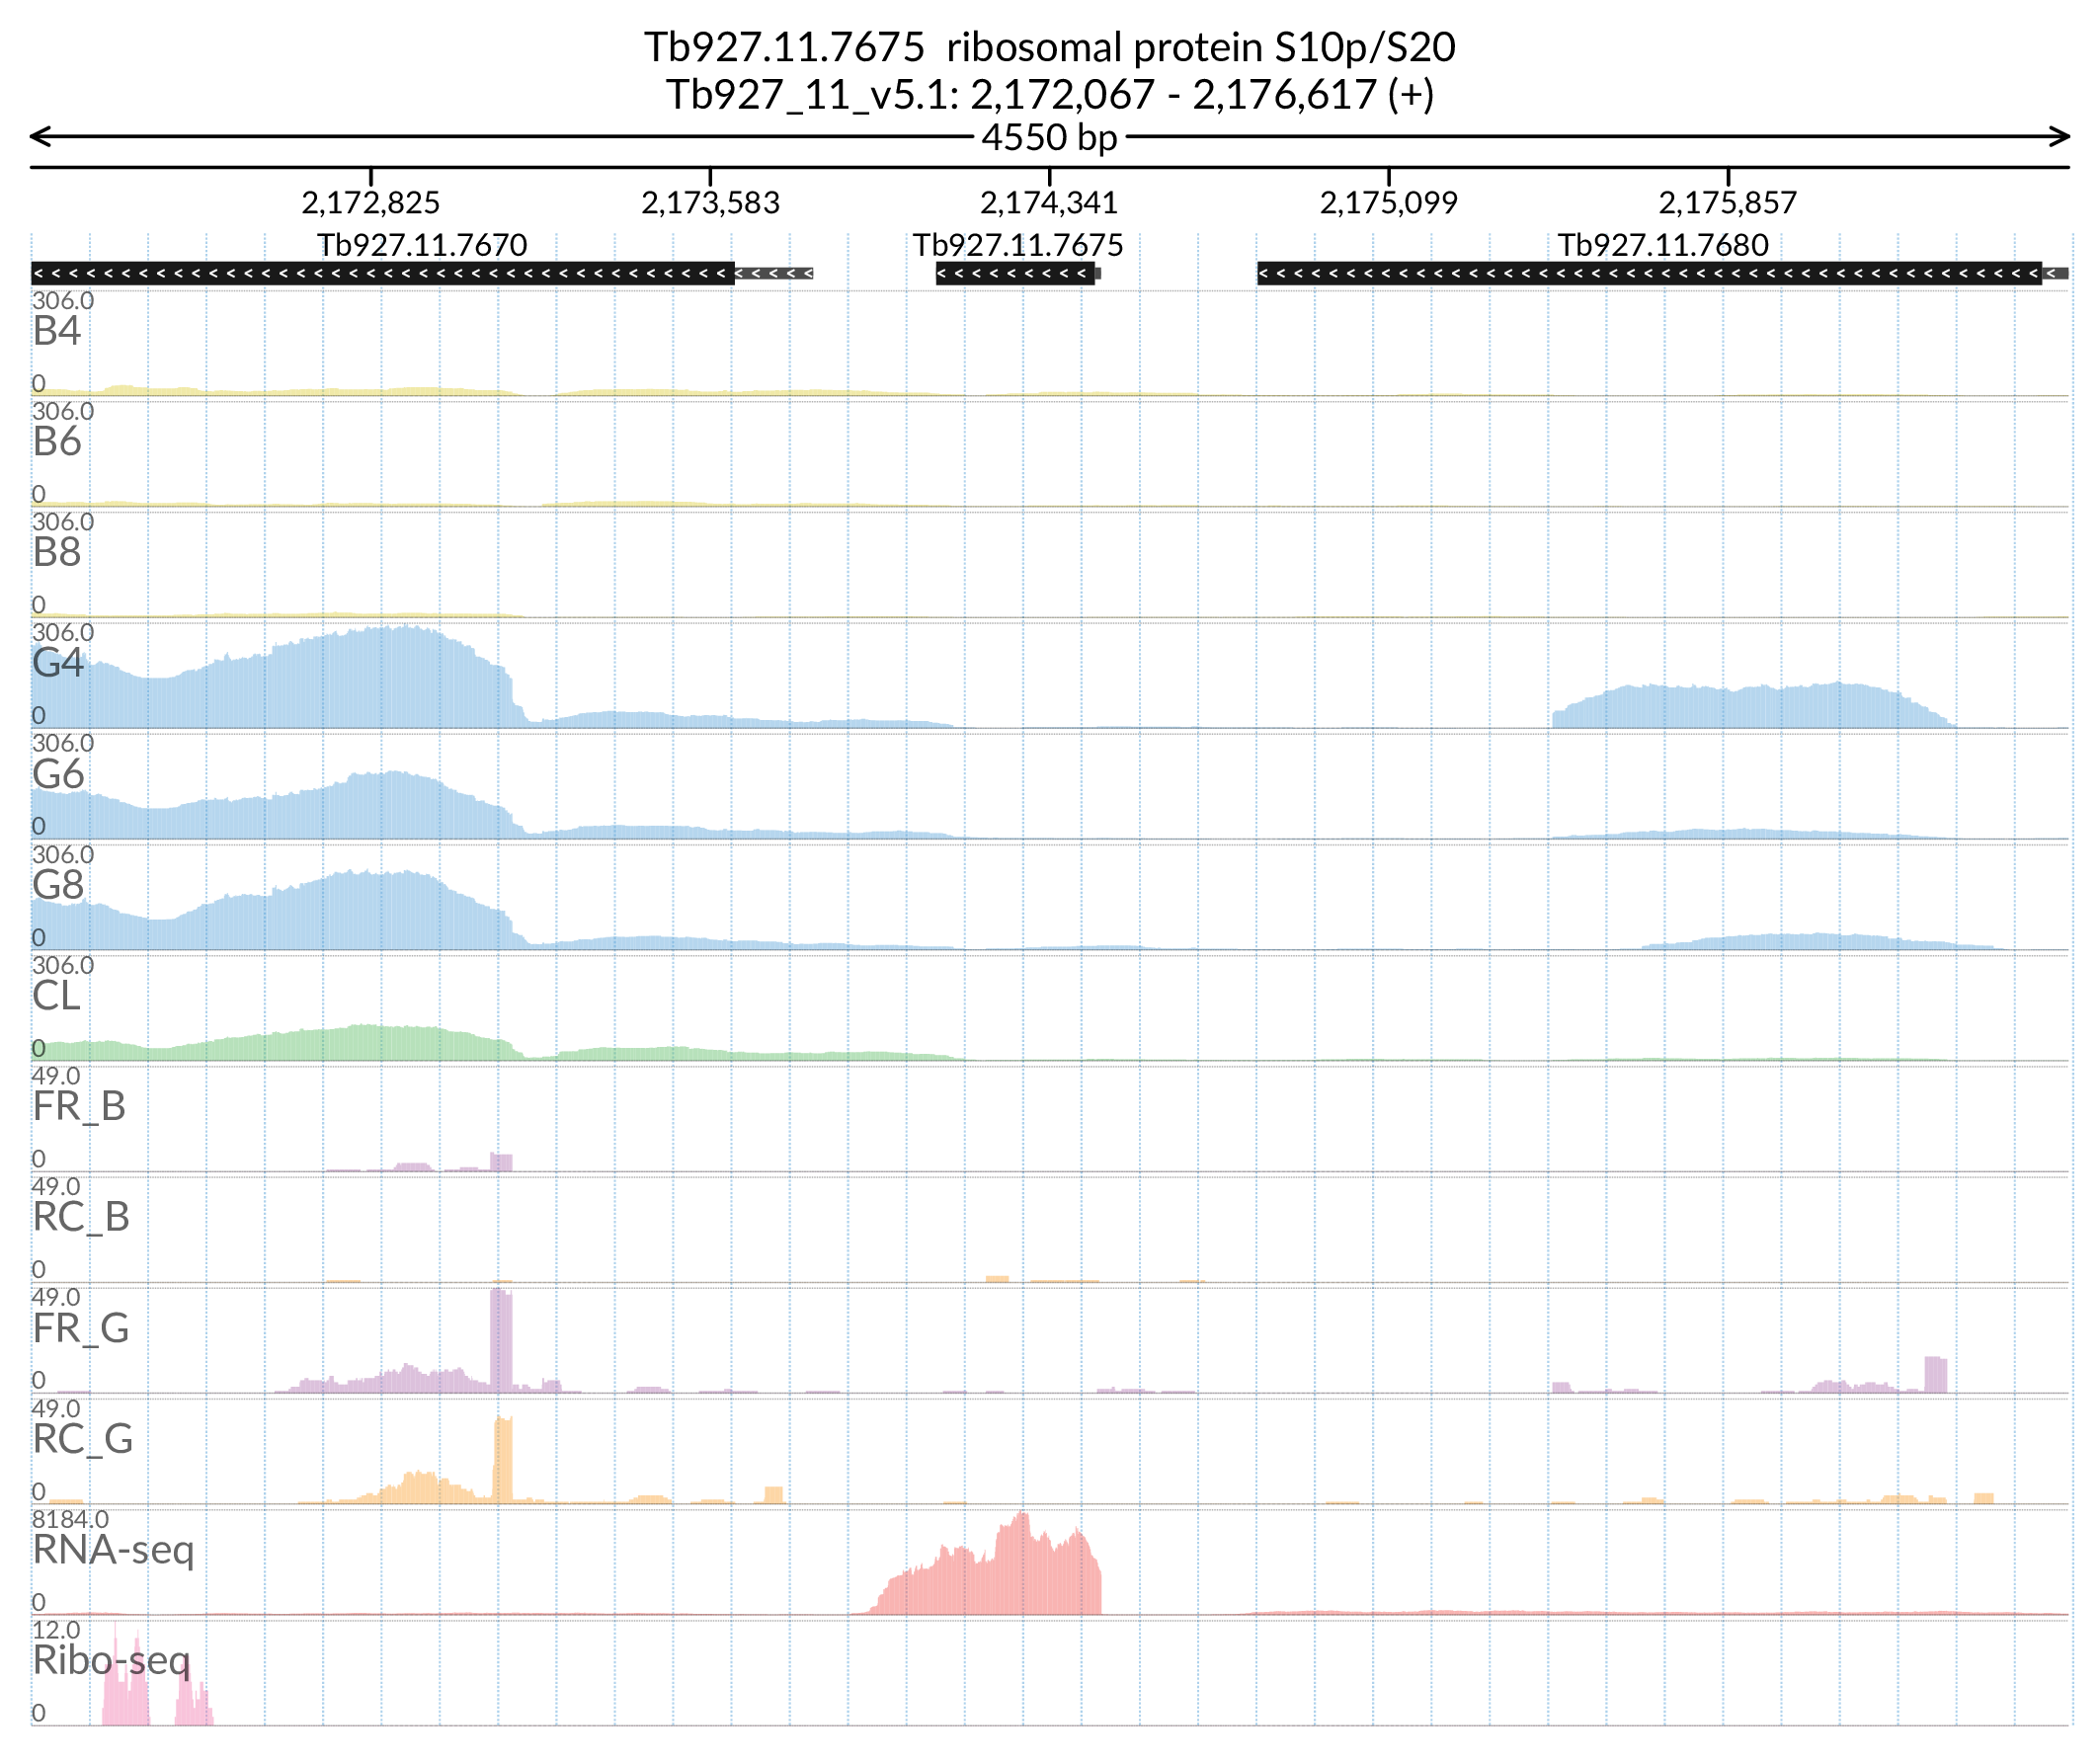 Tb927.11.7675 ribosomal protein S10p/S20
Tb927_11_v5.1: 2,172,067 - 2,176,617 (+)
4550 bp
2,172,825 2,173,583 2,174,341 2,175,099 2,175,857
Tb927.11.7670 Tb927.11.7675 Tb927.11.7680
306.0
B4
0
306.0
B6
0
306.0
B8
0
306.0
G4
0
306.0
G6
0
306.0
G8
0
306.0
CL
0
49.0
FR_B
0
49.0
RC_B
0
49.0
FR_G
0
49.0
RC_G
0
8184.0
RNA-seq
0
12.0
Ribo-seq
0